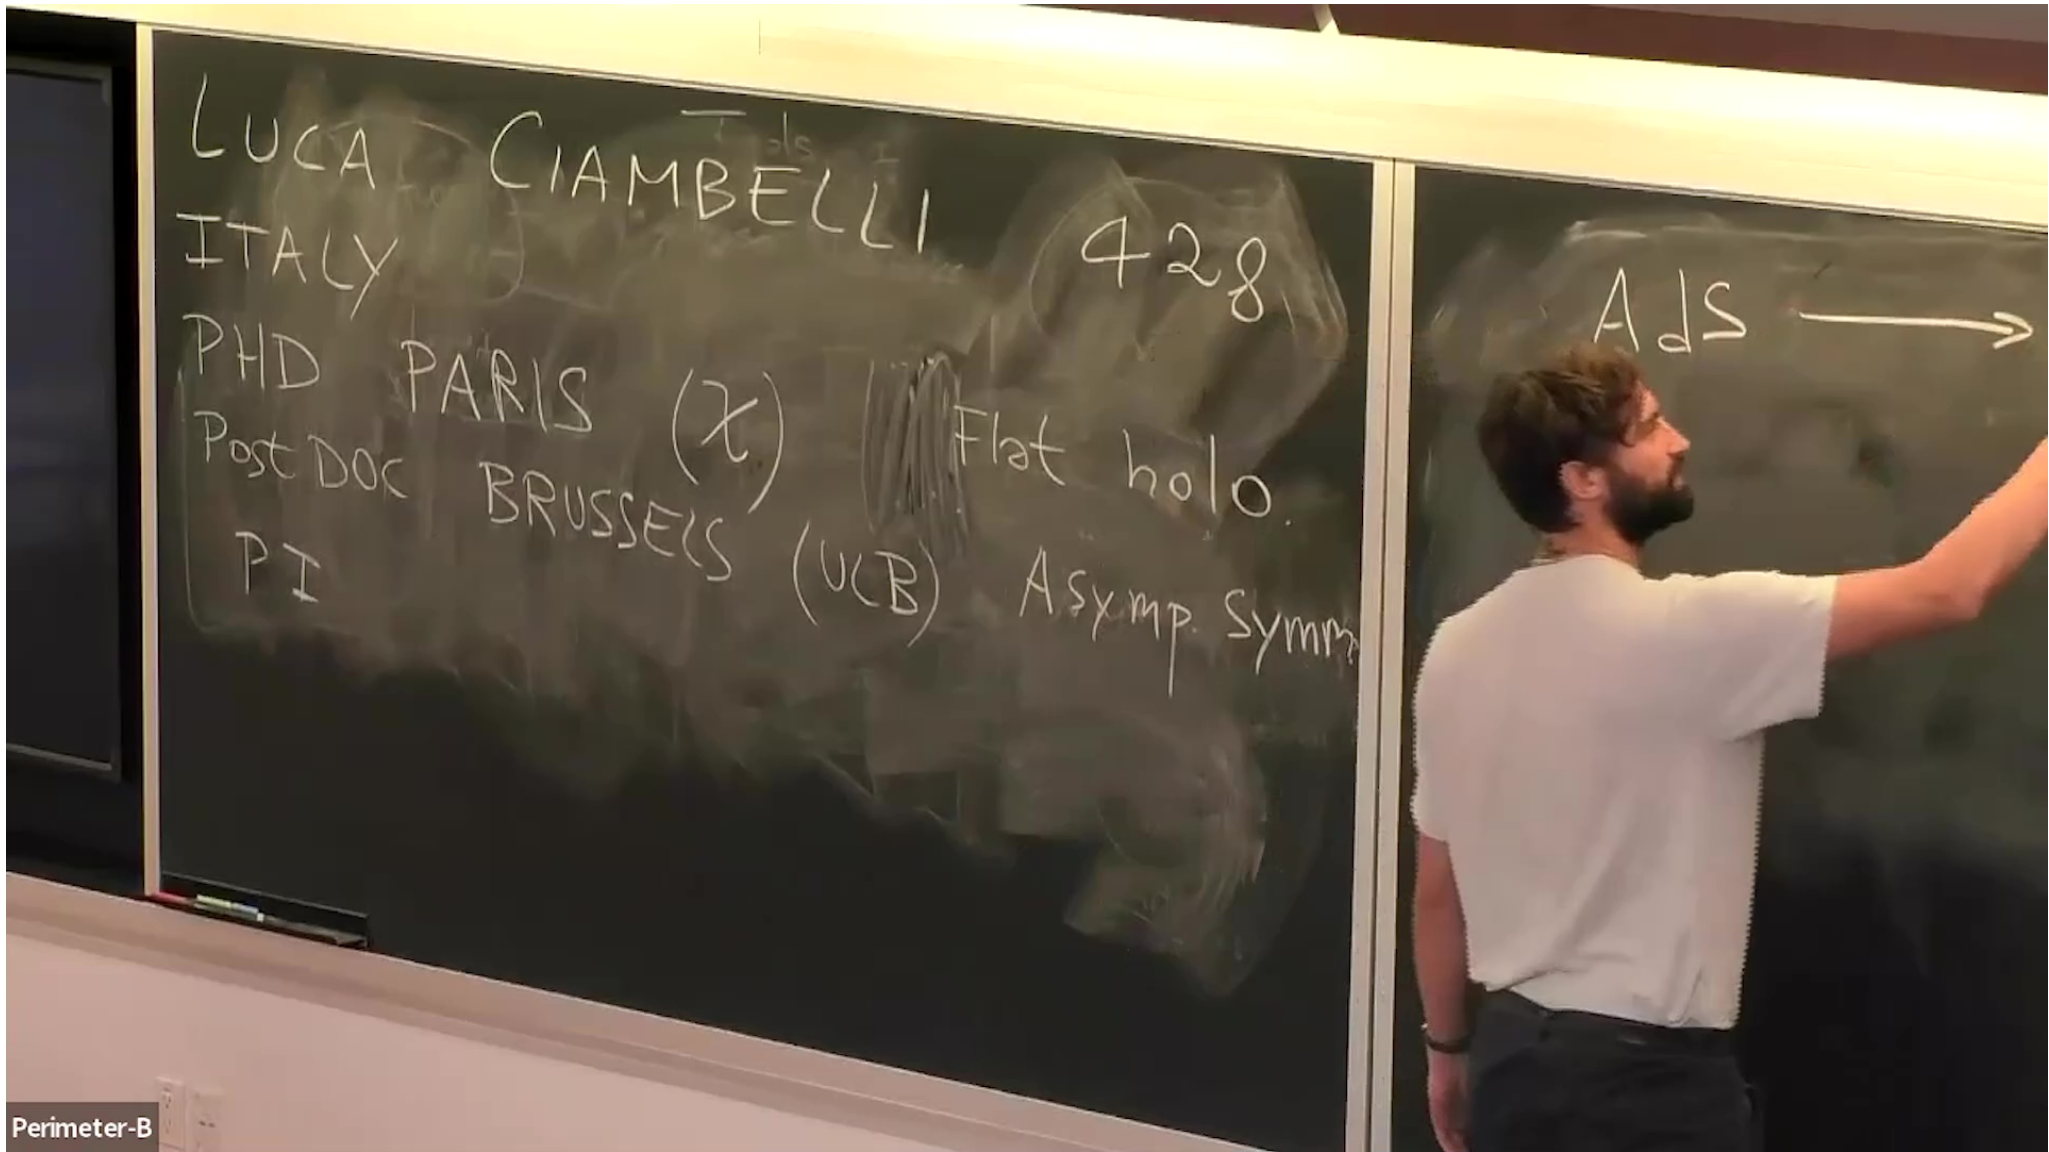 LUCA CIAMBELLI 428
ITALY
PHD PARIS (X) Flat holo.
Post DOC BRUSSELS (ULB) Asymp. Symm.
PI
AdS →
Perimeter-B